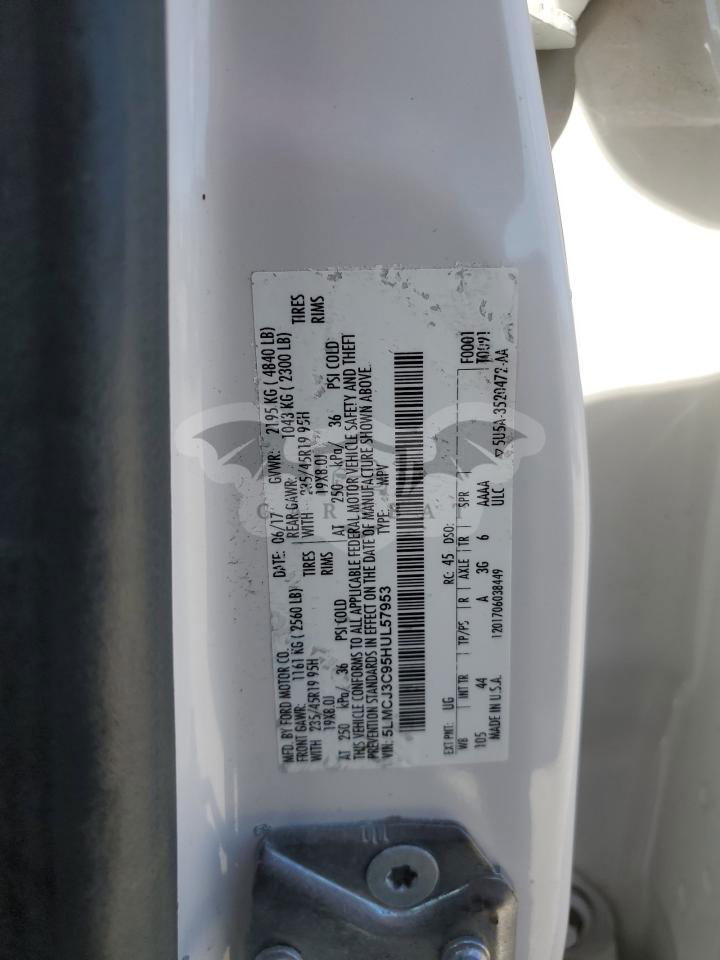 MFD. BY FORD MOTOR CO. DATE: 06/17 GVWR: 2195 KG ( 4840 LB)
FRONT GAWR: 1161 KG (2560 LB) REAR GAWR: 1043 KG ( 2300 LB)
WITH 235/45R19 95H TIRES WITH 235/45R19 95H TIRES
19X8.0J RIMS 19X8.0J RIMS
AT 250 kPa/ 36 PSI COLD AT 250 kPa/ 36 PSI COLD
THIS VEHICLE CONFORMS TO ALL APPLICABLE FEDERAL MOTOR VEHICLE SAFETY AND THEFT
PREVENTION STANDARDS IN EFFECT ON THE DATE OF MANUFACTURE SHOWN ABOVE
VIN: 5LMCJ3C95HUL57953 TYPE: MPV
F0001
EXT PNT: UG RC: 45 DSO: T0091
WB INT TR TP/PS R AXLE TR SPR
105 44 A 3G 6 AAAA
MADE IN U.S.A. 1201706038449 ULC 5U5A-3520472-AA